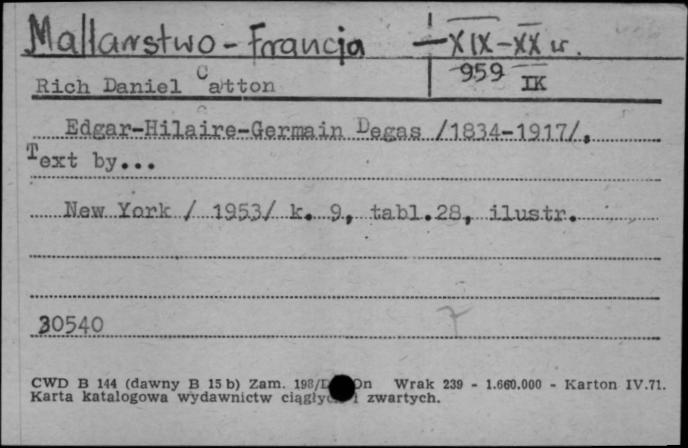 Malarstwo - Francja XIX-XX w.
959 IK
Rich Daniel Catton
Edgar-Hilaire-Germain Degas /1834-1917/.
Text by...
New York / 1953/ k. 9, tabl.28, ilustr.
30540
7
CWD B 144 (dawny B 15 b) Zam. 198/ Wrak 239 - 1.660.000 - Karton IV.71.
Karta katalogowa wydawnictw i zwartych.